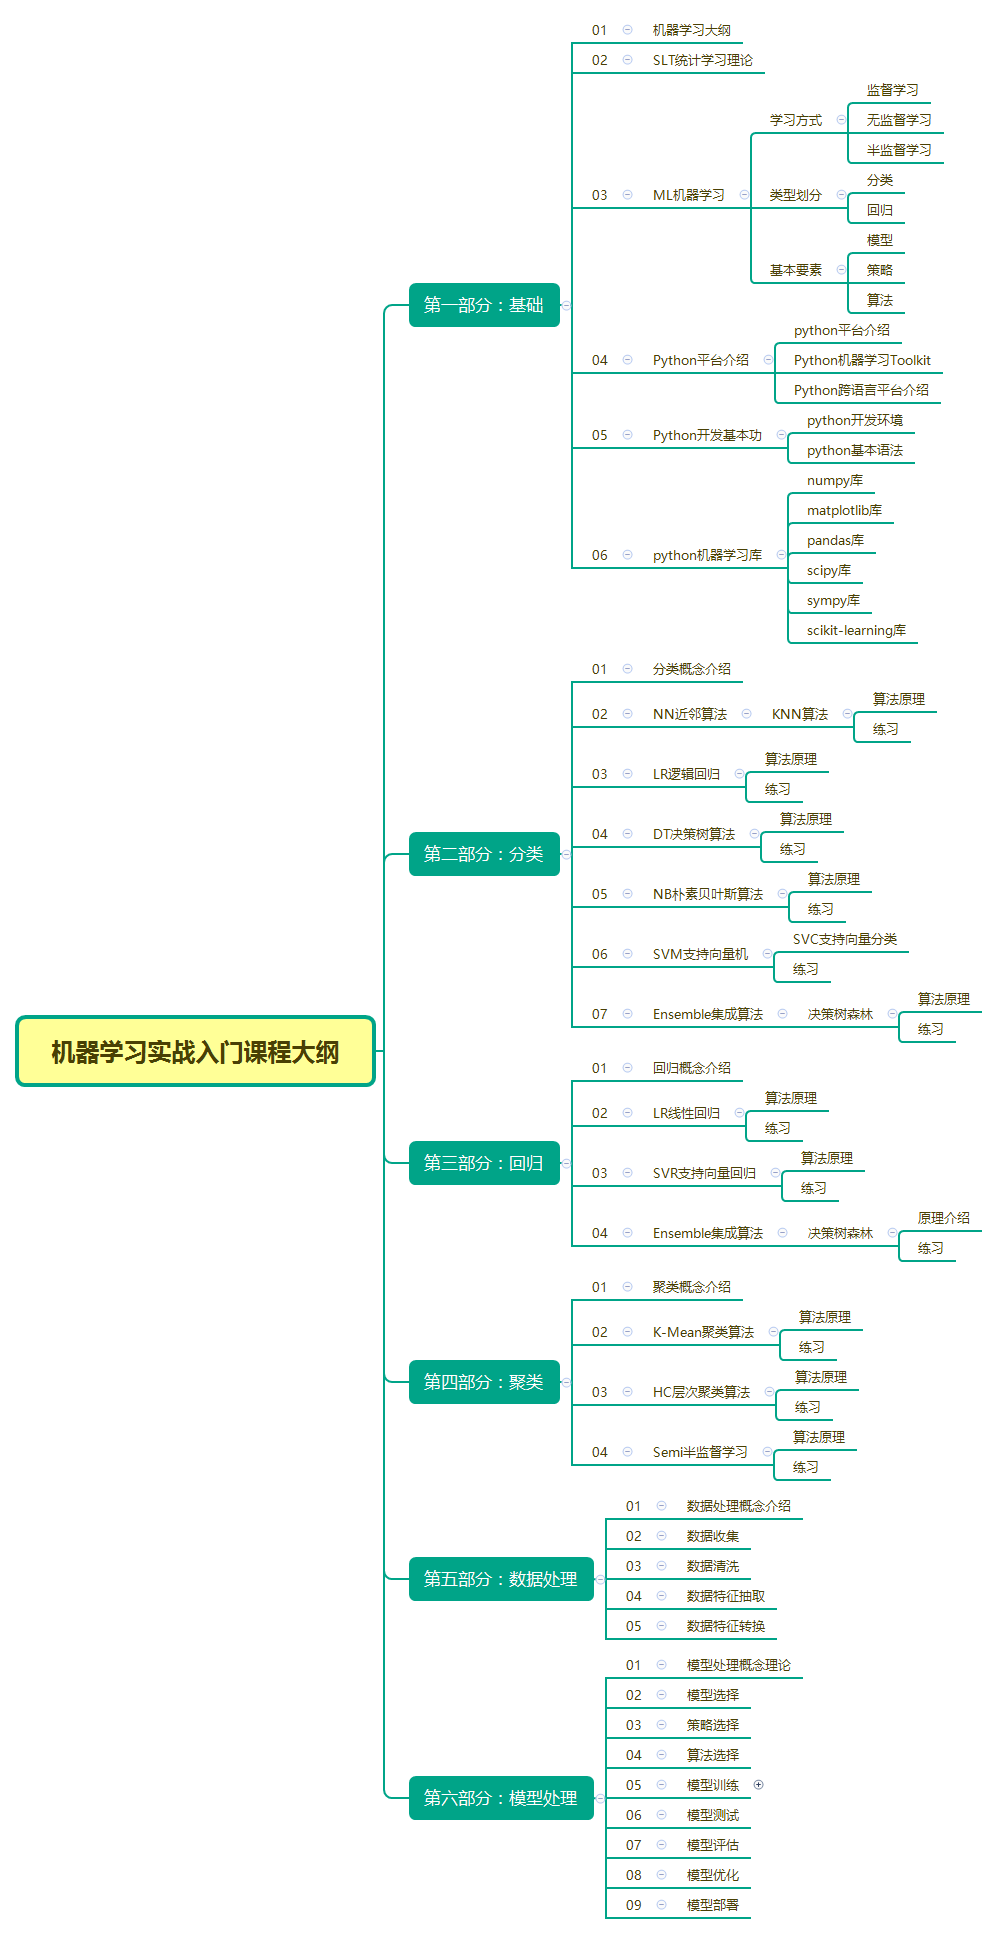 机器学习实战入门课程大纲
第一部分：基础
01 机器学习大纲
02 SLT统计学习理论
03 ML机器学习
学习方式
监督学习
无监督学习
半监督学习
类型划分
分类
回归
基本要素
模型
策略
算法
04 Python平台介绍
python平台介绍
Python机器学习Toolkit
Python跨语言平台介绍
05 Python开发基本功
python开发环境
python基本语法
06 python机器学习库
numpy库
matplotlib库
pandas库
scipy库
sympy库
scikit-learning库
第二部分：分类
01 分类概念介绍
02 NN近邻算法
KNN算法
算法原理
练习
03 LR逻辑回归
算法原理
练习
04 DT决策树算法
算法原理
练习
05 NB朴素贝叶斯算法
算法原理
练习
06 SVM支持向量机
SVC支持向量分类
练习
07 Ensemble集成算法
决策树森林
算法原理
练习
第三部分：回归
01 回归概念介绍
02 LR线性回归
算法原理
练习
03 SVR支持向量回归
算法原理
练习
04 Ensemble集成算法
决策树森林
原理介绍
练习
第四部分：聚类
01 聚类概念介绍
02 K-Mean聚类算法
算法原理
练习
03 HC层次聚类算法
算法原理
练习
04 Semi半监督学习
算法原理
练习
第五部分：数据处理
01 数据处理概念介绍
02 数据收集
03 数据清洗
04 数据特征抽取
05 数据特征转换
第六部分：模型处理
01 模型处理概念理论
02 模型选择
03 策略选择
04 算法选择
05 模型训练
06 模型测试
07 模型评估
08 模型优化
09 模型部署